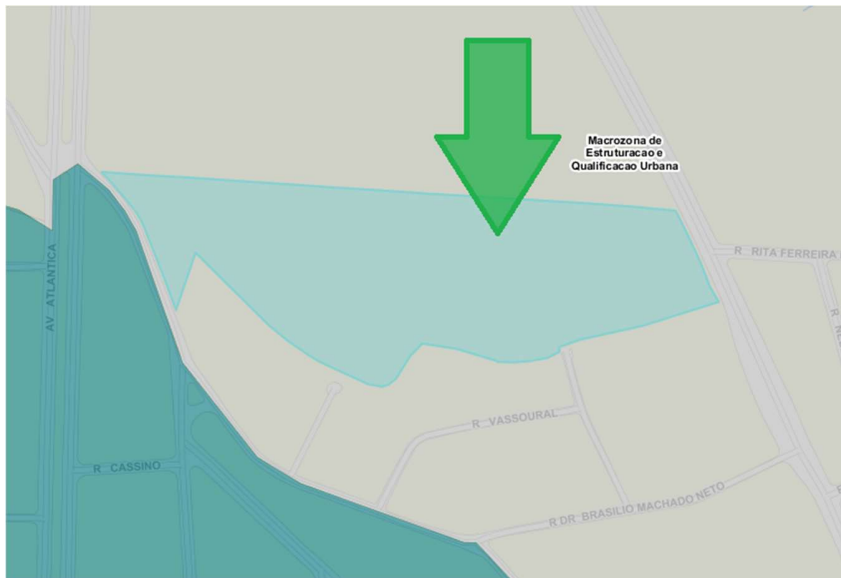 Macrozona de
Estruturacao e
Qualificacao Urbana
R RITA FERREIRA
AV ATLANTICA
R VASSOURAL
R CASSINO
R DR BRASILIO MACHADO NETO